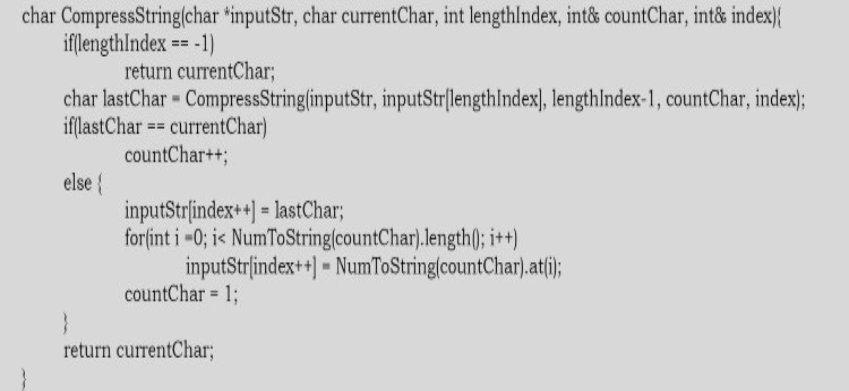 char CompressString(char *inputStr, char currentChar, int lengthIndex, int& countChar, int& index){
if(lengthIndex == -1)
return currentChar;
char lastChar = CompressString(inputStr, inputStr[lengthIndex], lengthIndex-1, countChar, index);
if(lastChar == currentChar)
countChar++;
else {
inputStr[index++] = lastChar;
for(int i =0; i< NumToString(countChar).length(); i++)
inputStr[index++] = NumToString(countChar).at(i);
countChar = 1;
}
return currentChar;
}